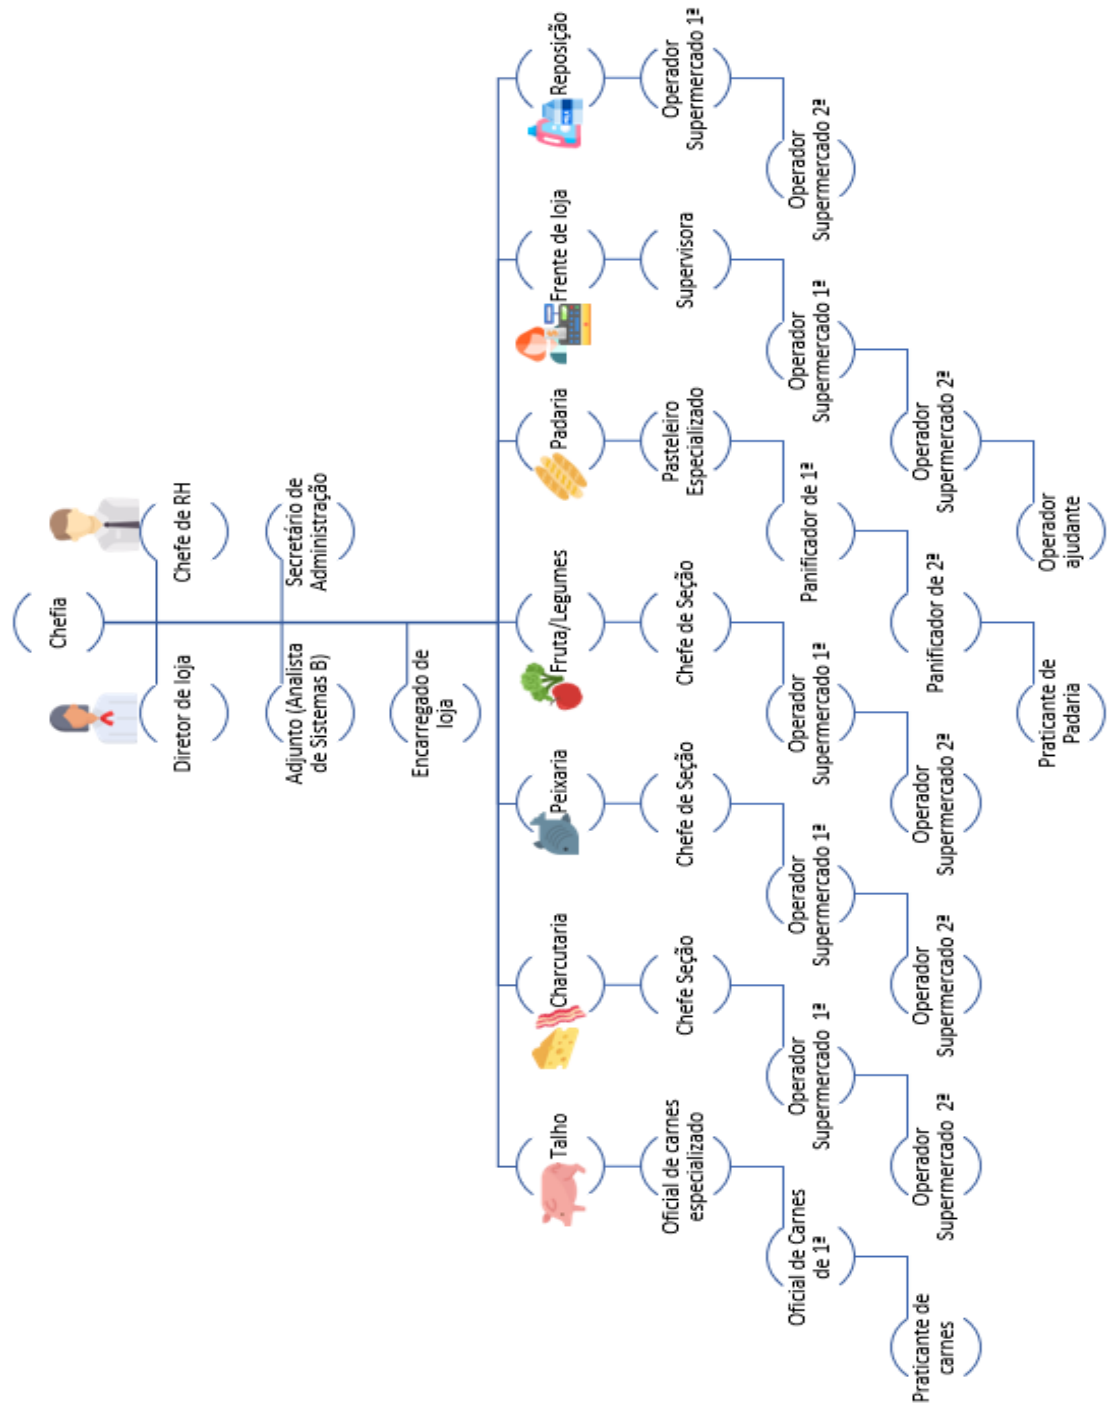 Chefia
Diretor de loja
Chefe de RH
Adjunto (Analista
de Sistemas B)
Secretário de
Administração
Encarregado de
loja
Talho
Oficial de carnes
especializado
Oficial de Carnes
de 1ª
Praticante de
carnes
Charcutaria
Chefe Seção
Operador
Supermercado 1ª
Operador
Supermercado 2ª
Peixaria
Chefe de Seção
Operador
Supermercado 1ª
Operador
Supermercado 2ª
Fruta/Legumes
Chefe de Seção
Operador
Supermercado 1ª
Operador
Supermercado 2ª
Padaria
Pasteleiro
Especializado
Panificador de 1ª
Panificador de 2ª
Praticante de
Padaria
Frente de loja
Supervisora
Operador
Supermercado 1ª
Operador
Supermercado 2ª
Operador
ajudante
Reposição
Operador
Supermercado 1ª
Operador
Supermercado 2ª